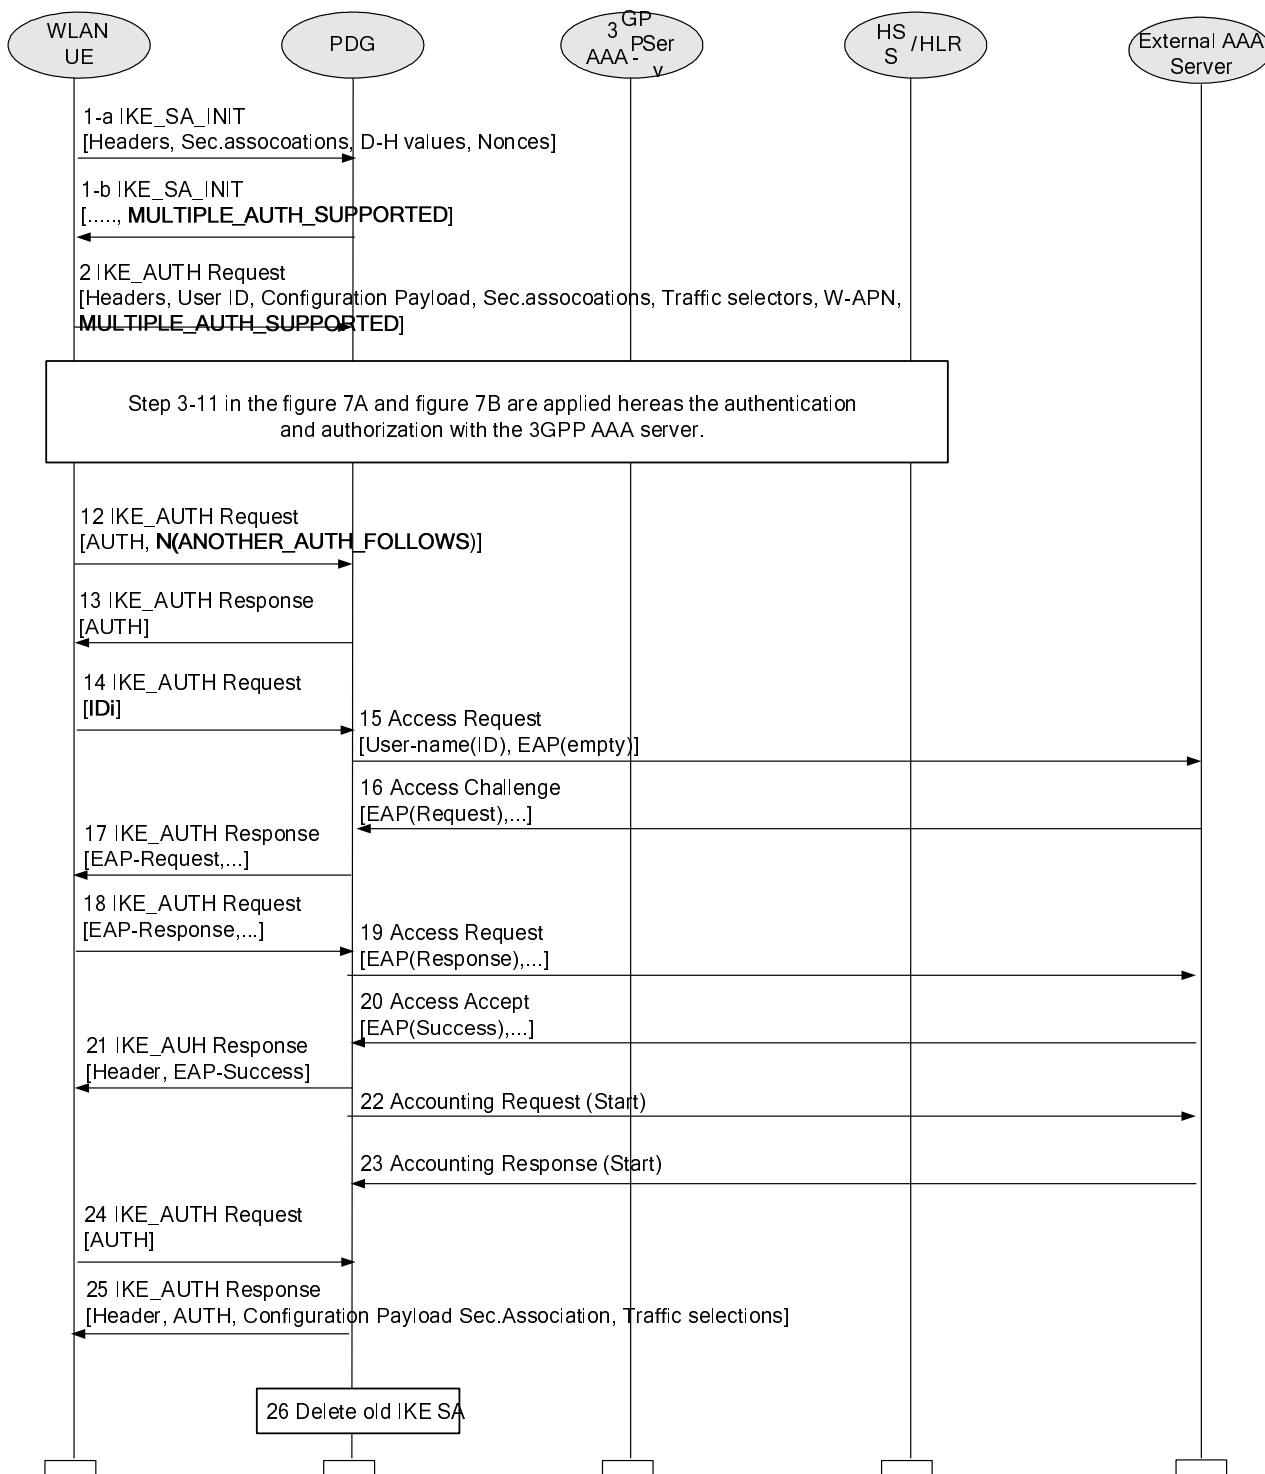 WLAN
UE
PDG
3GPP
AAA-Serv
HSS/HLR
External AAA
Server
1-a IKE_SA_INIT
[Headers, Sec.assocoations, D-H values, Nonces]
1-b IKE_SA_INIT
[....., MULTIPLE_AUTH_SUPPORTED]
2 IKE_AUTH Request
[Headers, User ID, Configuration Payload, Sec.assocoations, Traffic selectors, W-APN,
MULTIPLE_AUTH_SUPPORTED]
Step 3-11 in the figure 7A and figure 7B are applied hereas the authentication
and authorization with the 3GPP AAA server.
12 IKE_AUTH Request
[AUTH, N(ANOTHER_AUTH_FOLLOWS)]
13 IKE_AUTH Response
[AUTH]
14 IKE_AUTH Request
[IDi]
15 Access Request
[User-name(ID), EAP(empty)]
16 Access Challenge
[EAP(Request),...]
17 IKE_AUTH Response
[EAP-Request,...]
18 IKE_AUTH Request
[EAP-Response,...]
19 Access Request
[EAP(Response),...]
20 Access Accept
[EAP(Success),...]
21 IKE_AUH Response
[Header, EAP-Success]
22 Accounting Request (Start)
23 Accounting Response (Start)
24 IKE_AUTH Request
[AUTH]
25 IKE_AUTH Response
[Header, AUTH, Configuration Payload Sec.Association, Traffic selections]
26 Delete old IKE SA